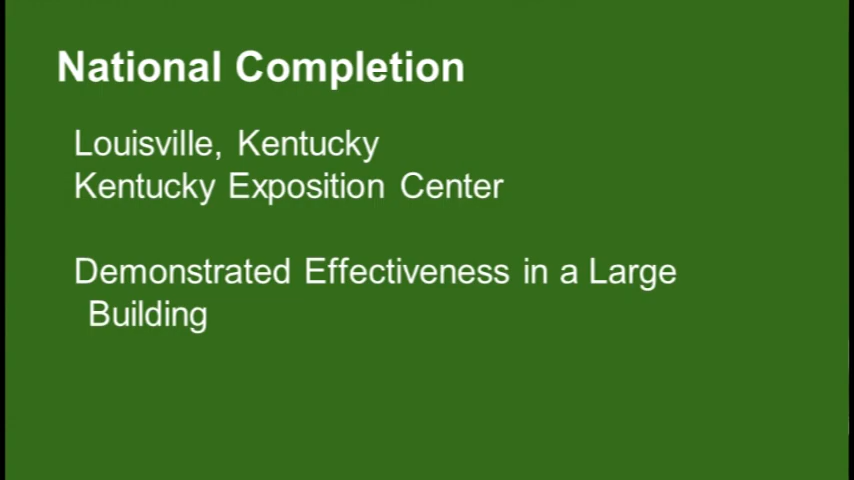 National Completion
Louisville, Kentucky
Kentucky Exposition Center
Demonstrated Effectiveness in a Large
Building